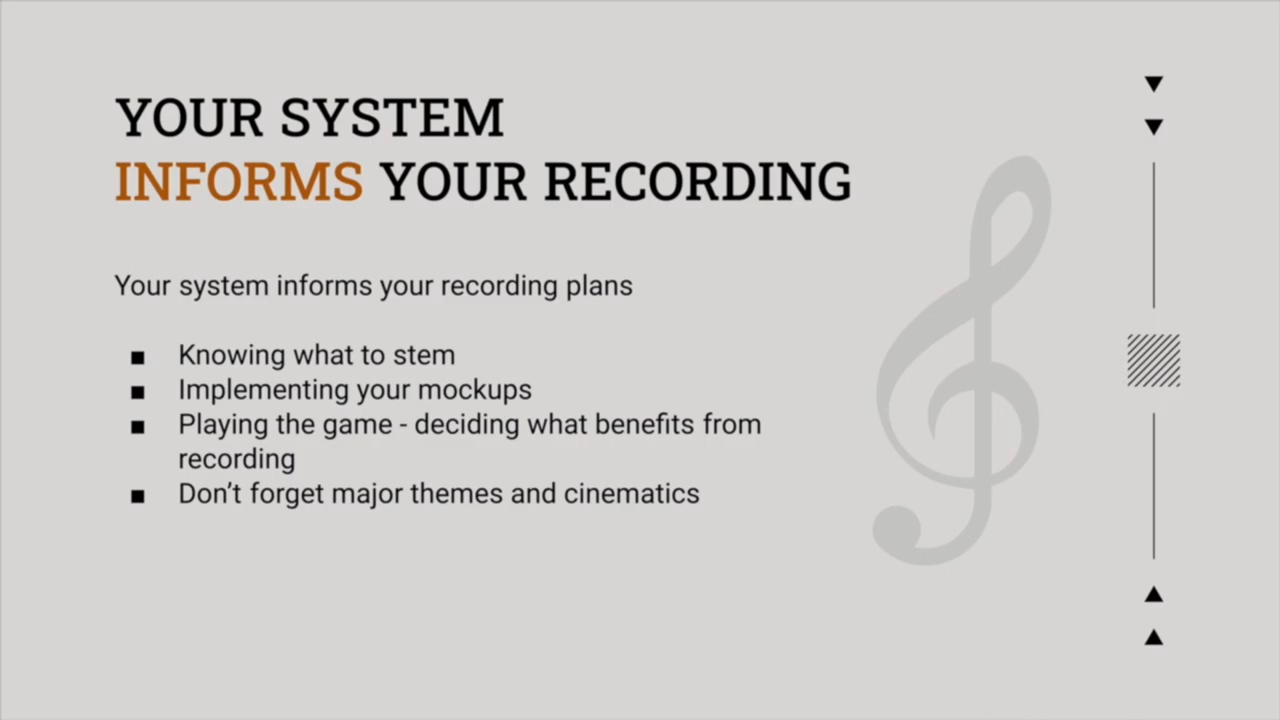 YOUR SYSTEM
INFORMS YOUR RECORDING
Your system informs your recording plans
■ Knowing what to stem
■ Implementing your mockups
■ Playing the game - deciding what benefits from
recording
■ Don’t forget major themes and cinematics